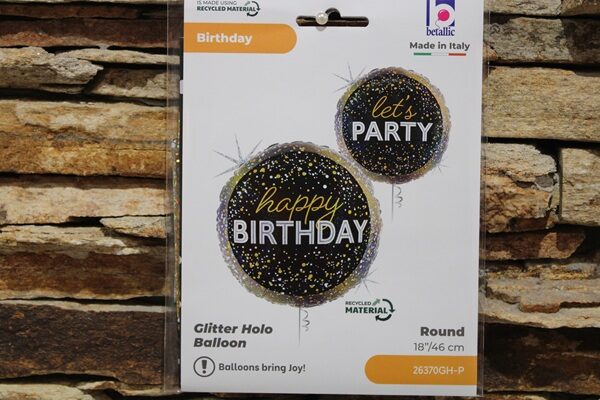 IS MADE USING
RECYCLED MATERIAL
Birthday
b
betallic
Made in Italy
let's
PARTY
happy
BIRTHDAY
RECYCLED
MATERIAL
Glitter Holo
Balloon
Round
18"/46 cm
! Balloons bring Joy!
26370GH-P